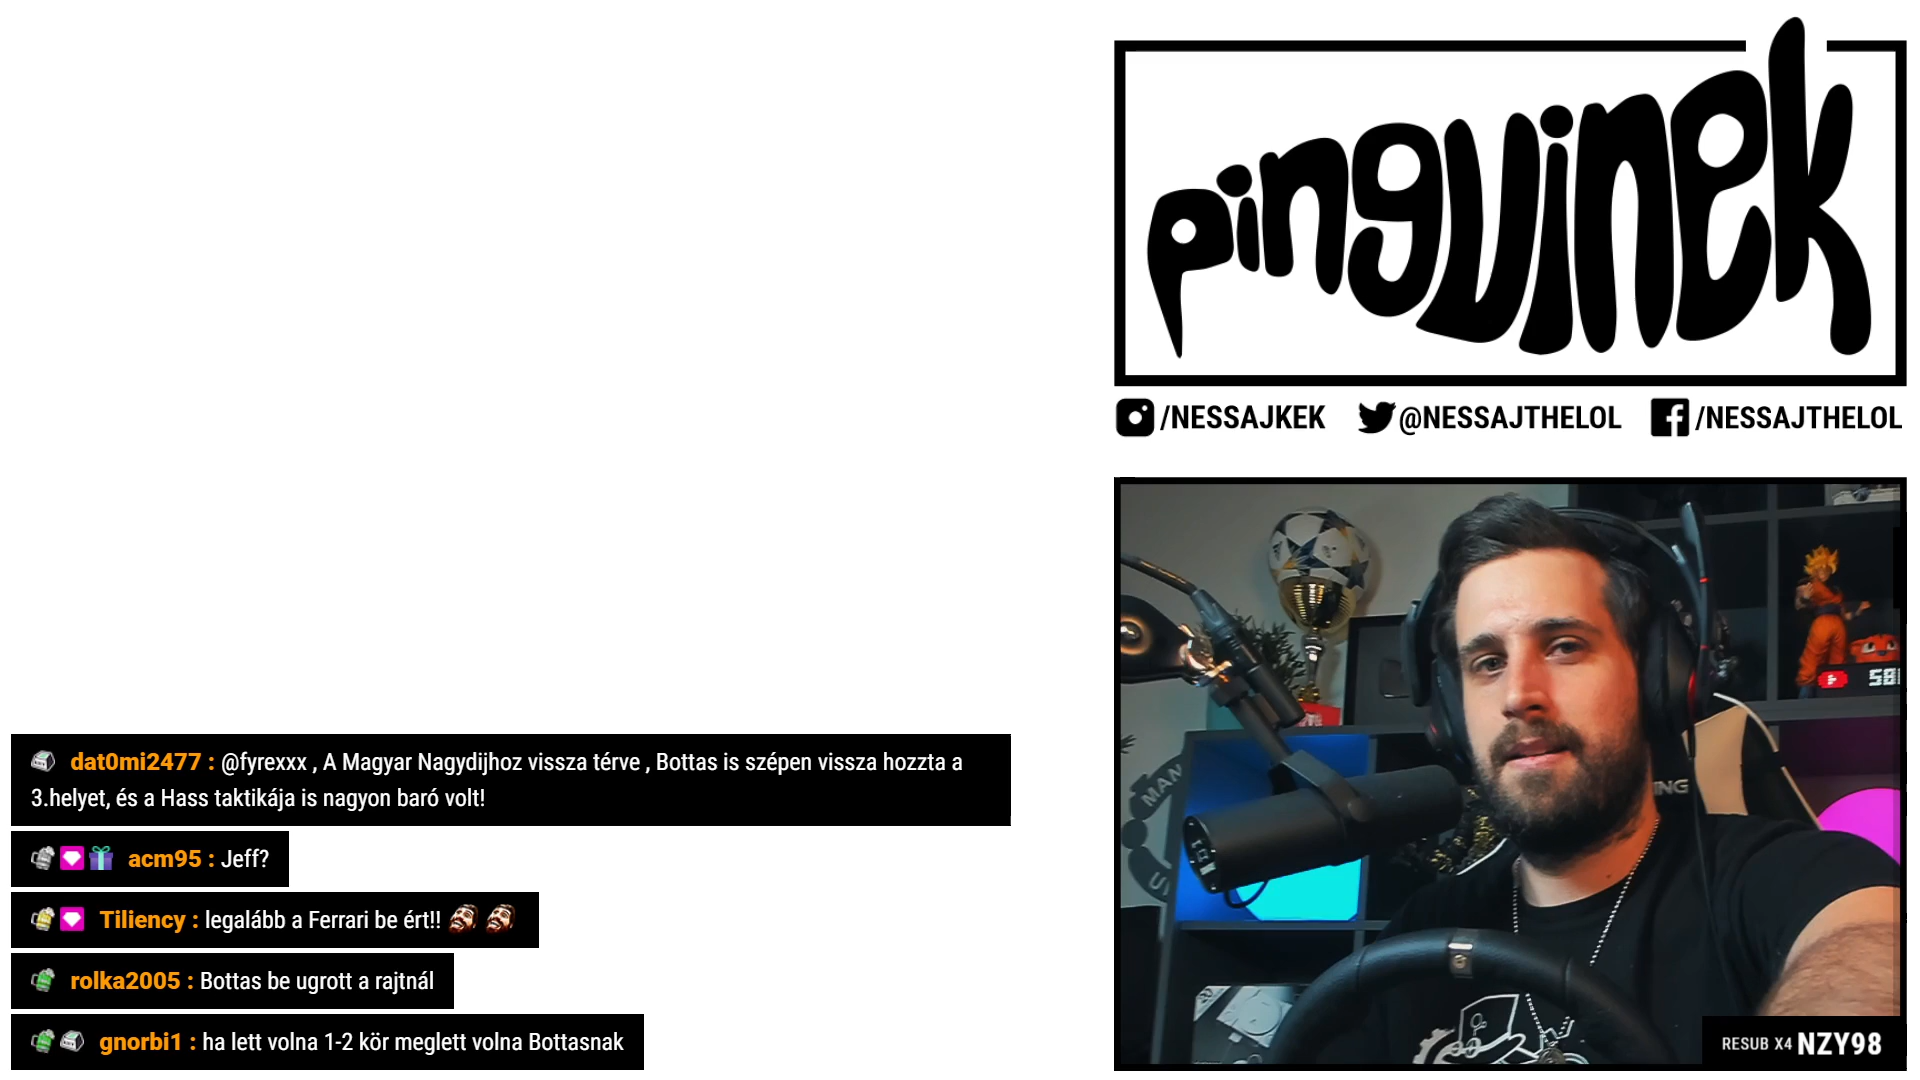 pinguinek
/NESSAJKEK @NESSAJTHELOL /NESSAJTHELOL
dat0mi2477 : @fyrexxx , A Magyar Nagydijhoz vissza térve , Bottas is szépen vissza hozzta a
3.helyet, és a Hass taktikája is nagyon baró volt!
acm95 : Jeff?
Tiliency : legalább a Ferrari be ért!!
rolka2005 : Bottas be ugrott a rajtnál
gnorbi1 : ha lett volna 1-2 kör meglett volna Bottasnak
MAN
RESUB X4 NZY98